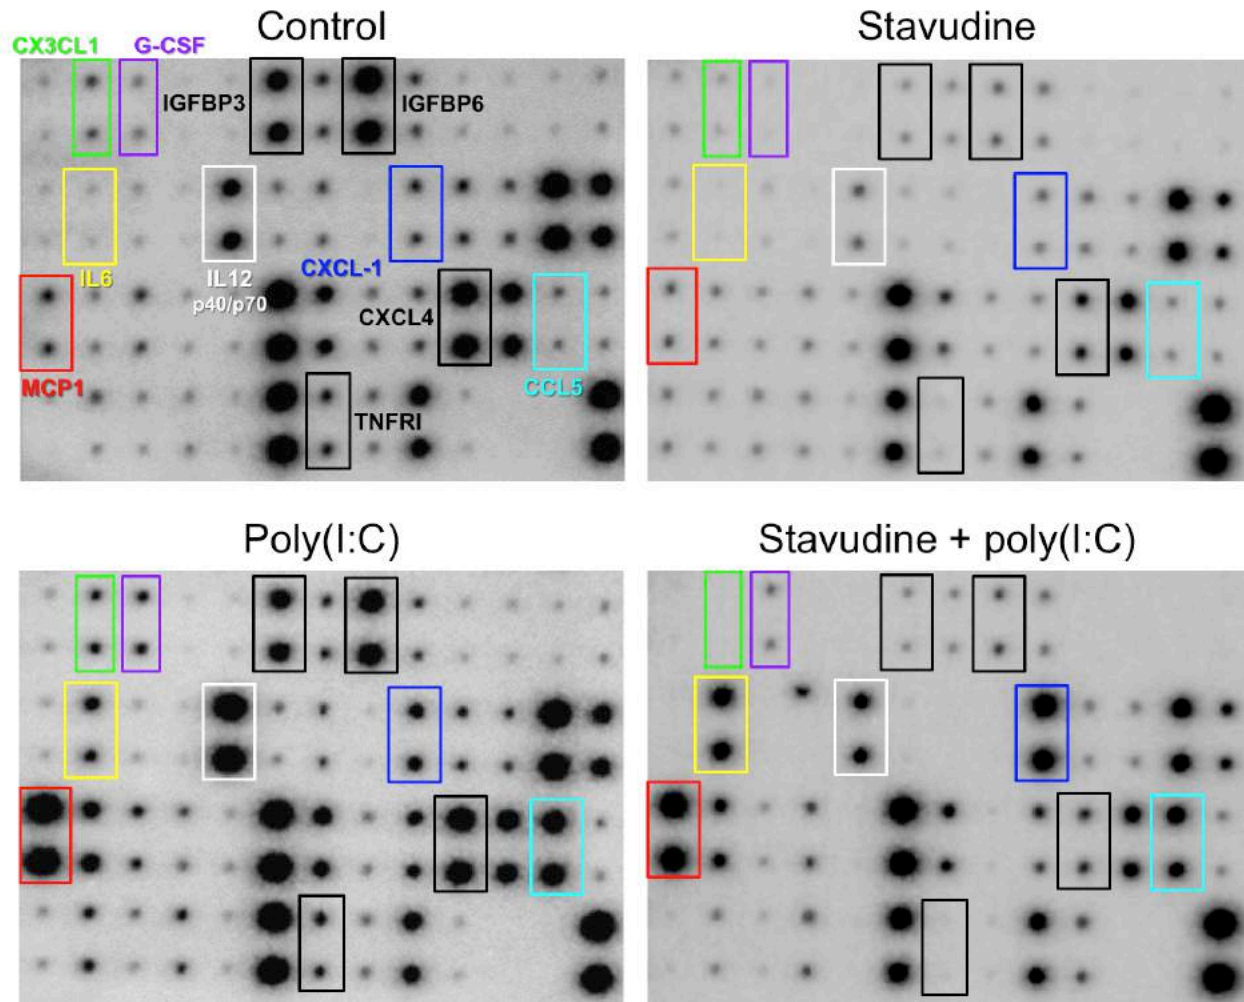 Control
Stavudine
CX3CL1
G-CSF
IGFBP3
IGFBP6
IL6
IL12
p40/p70
CXCL-1
CXCL4
MCP1
CCL5
TNFRI
Poly(I:C)
Stavudine + poly(I:C)